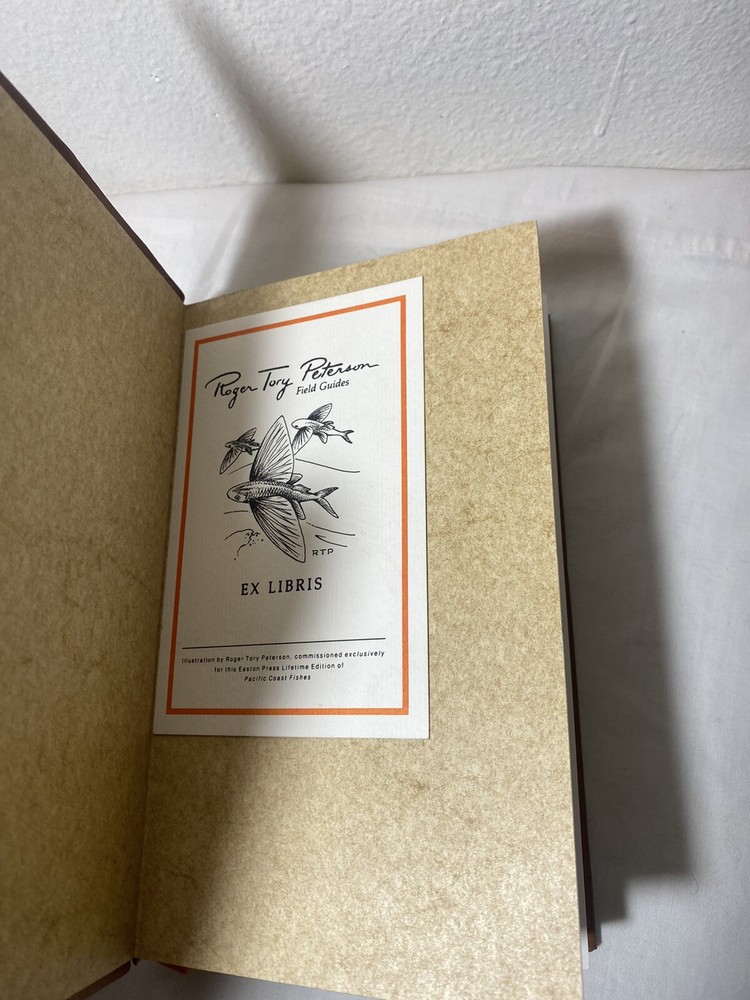 Roger Tory Peterson
Field Guides
RTP
EX LIBRIS
Illustration by Roger Tory Peterson, commissioned exclusively
for this Easton Press Lifetime Edition of
Pacific Coast Fishes